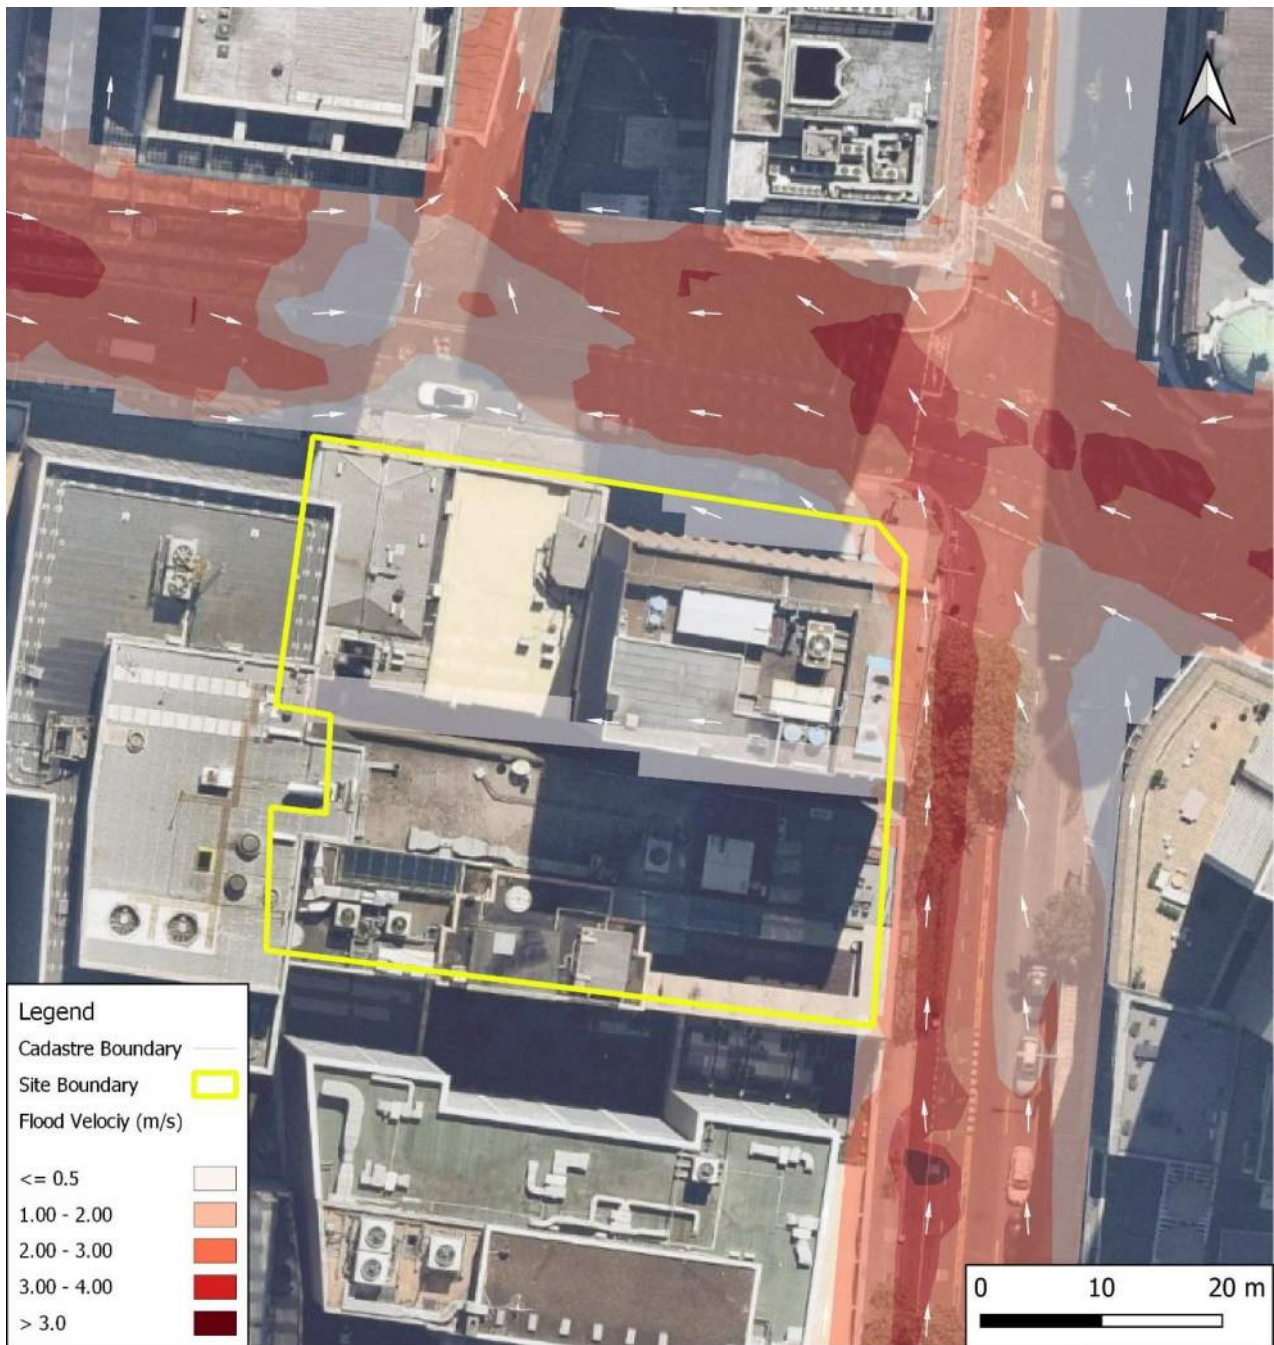 Legend
Cadastre Boundary
Site Boundary
Flood Velociy (m/s)
<= 0.5
1.00 - 2.00
2.00 - 3.00
3.00 - 4.00
> 3.0
0 10 20 m